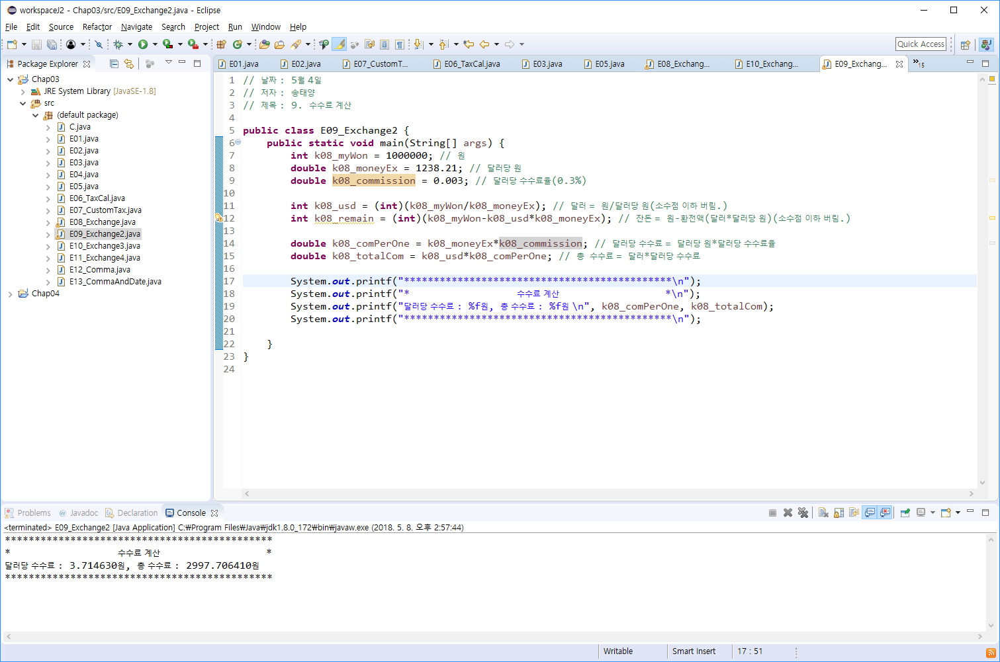 workspaceJ2 - Chap03/src/E09_Exchange2.java - Eclipse
File Edit Source Refactor Navigate Search Project Run Window Help
Quick Access
Package Explorer
E01.java E02.java E07_CustomT... E06_TaxCal.java E03.java E05.java E08_Exchang... E10_Exchang... E09_Exchang... »15
Chap03
JRE System Library [JavaSE-1.8]
src
(default package)
C.java
E01.java
E02.java
E03.java
E04.java
E05.java
E06_TaxCal.java
E07_CustomTax.java
E08_Exchange.java
E09_Exchange2.java
E10_Exchange3.java
E11_Exchange4.java
E12_Comma.java
E13_CommaAndDate.java
Chap04
1 // 날짜 : 5월 4일
2 // 저자 : 송태양
3 // 제목 : 9. 수수료 계산
4
5 public class E09_Exchange2 {
6 public static void main(String[] args) {
7 int k08_myWon = 1000000; // 원
8 double k08_moneyEx = 1238.21; // 달러당 원
9 double k08_commission = 0.003; // 달러당 수수료율(0.3%)
10
11 int k08_usd = (int)(k08_myWon/k08_moneyEx); // 달러 = 원/달러당 원(소수점 이하 버림.)
12 int k08_remain = (int)(k08_myWon-k08_usd*k08_moneyEx); // 잔돈 = 원-환전액(달러*달러당 원)(소수점 이하 버림.)
13
14 double k08_comPerOne = k08_moneyEx*k08_commission; // 달러당 수수료 = 달러당 원*달러당 수수료율
15 double k08_totalCom = k08_usd*k08_comPerOne; // 총 수수료 = 달러*달러당 수수료
16
17 System.out.printf("*********************************************\n");
18 System.out.printf("* 수수료 계산 *\n");
19 System.out.printf("달러당 수수료 : %f원, 총 수수료 : %f원 \n", k08_comPerOne, k08_totalCom);
20 System.out.printf("*********************************************\n");
21
22 }
23 }
24
Problems @ Javadoc Declaration Console
<terminated> E09_Exchange2 [Java Application] C:₩Program Files₩Java₩jdk1.8.0_172₩bin₩javaw.exe (2018. 5. 8. 오후 2:57:44)
*********************************************
* 수수료 계산 *
달러당 수수료 : 3.714630원, 총 수수료 : 2997.706410원
*********************************************
Writable Smart Insert 17 : 51